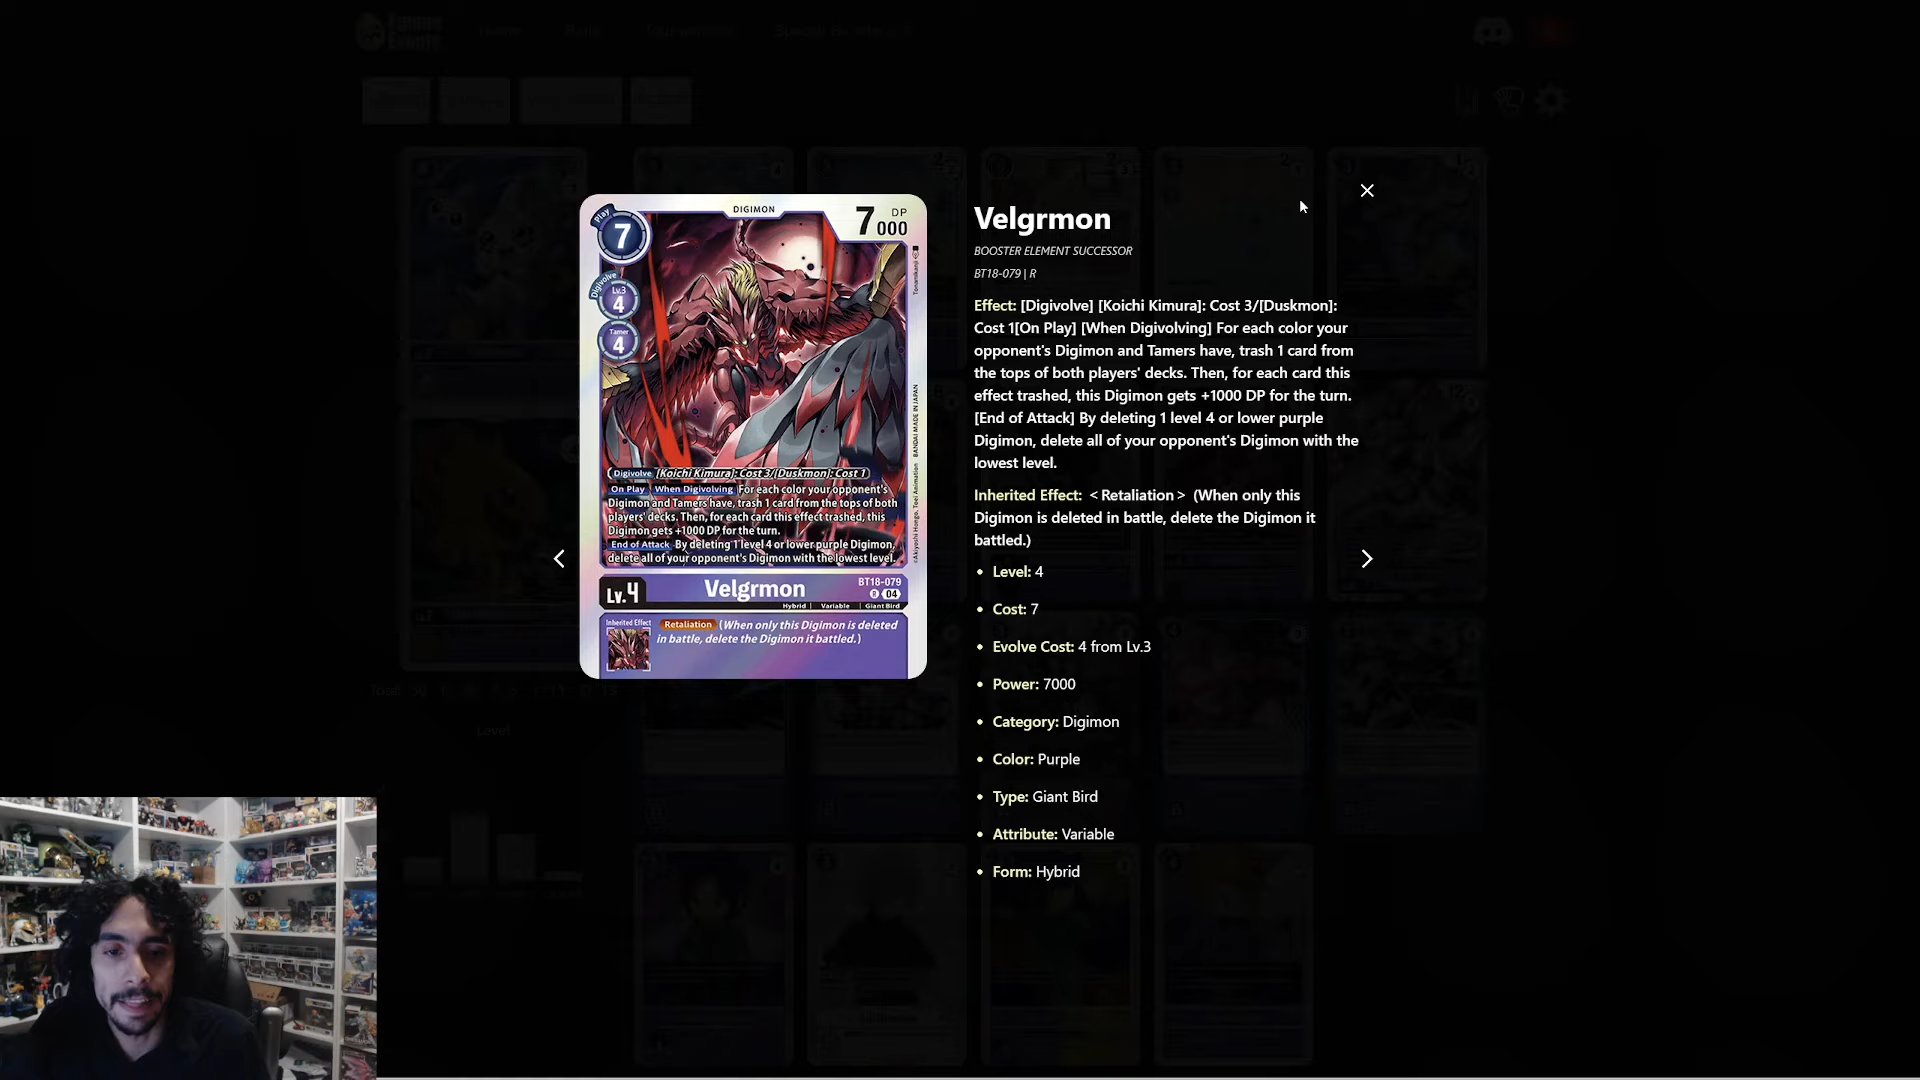 Play
7
DIGIMON
7000
DP
Digivolve
Lv.3
4
Tamer
4
Digivolve [Koichi Kimura]: Cost 3/[Duskmon]: Cost 1
On Play When Digivolving For each color your opponent's
Digimon and Tamers have, trash 1 card from the tops of both
players' decks. Then, for each card this effect trashed, this
Digimon gets +1000 DP for the turn.
End of Attack By deleting 1 level 4 or lower purple Digimon,
delete all of your opponent's Digimon with the lowest level.
Lv.4
Velgrmon
BT18-079
R 04
Hybrid | Variable | Giant Bird
Inherited Effect
Retaliation (When only this Digimon is deleted
in battle, delete the Digimon it battled.)
BANDAI MADE IN JAPAN
©Akiyoshi Hongo, Toei Animation
Velgrmon
BOOSTER ELEMENT SUCCESSOR
BT18-079 | R
Effect: [Digivolve] [Koichi Kimura]: Cost 3/[Duskmon]:
Cost 1[On Play] [When Digivolving] For each color your
opponent's Digimon and Tamers have, trash 1 card from
the tops of both players' decks. Then, for each card this
effect trashed, this Digimon gets +1000 DP for the turn.
[End of Attack] By deleting 1 level 4 or lower purple
Digimon, delete all of your opponent's Digimon with the
lowest level.
Inherited Effect: <Retaliation> (When only this
Digimon is deleted in battle, delete the Digimon it
battled.)
• Level: 4
• Cost: 7
• Evolve Cost: 4 from Lv.3
• Power: 7000
• Category: Digimon
• Color: Purple
• Type: Giant Bird
• Attribute: Variable
• Form: Hybrid
Level